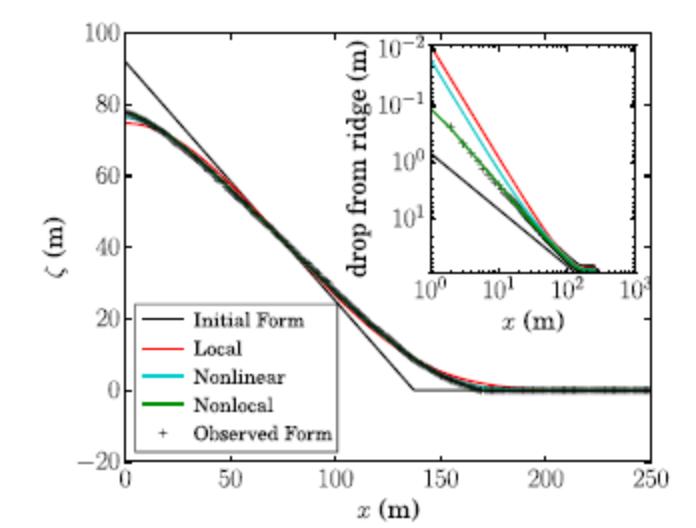 100
80
60
40
20
0
−20
ζ (m)
0 50 100 150 200 250
x (m)
Initial Form
Local
Nonlinear
Nonlocal
Observed Form
drop from ridge (m)
10⁻²
10⁻¹
10⁰
10¹
10⁰ 10¹ 10² 10³
x (m)